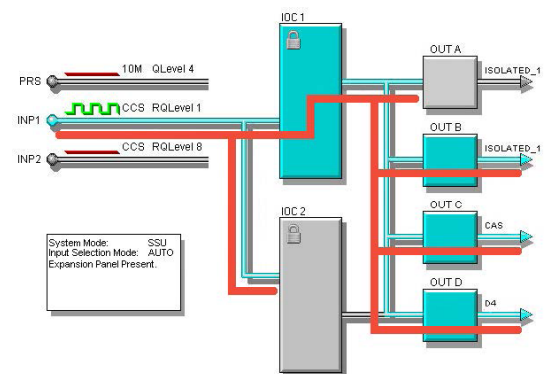 IOC 1
OUT A
10M QLevel 4
PRS
ISOLATED_1
CCS RQLevel 1
INP1
OUT B
ISOLATED_1
CCS RQLevel 8
INP2
OUT C
IOC 2
CAS
System Mode: SSU
Input Selection Mode: AUTO
Expansion Panel Present.
OUT D
D4